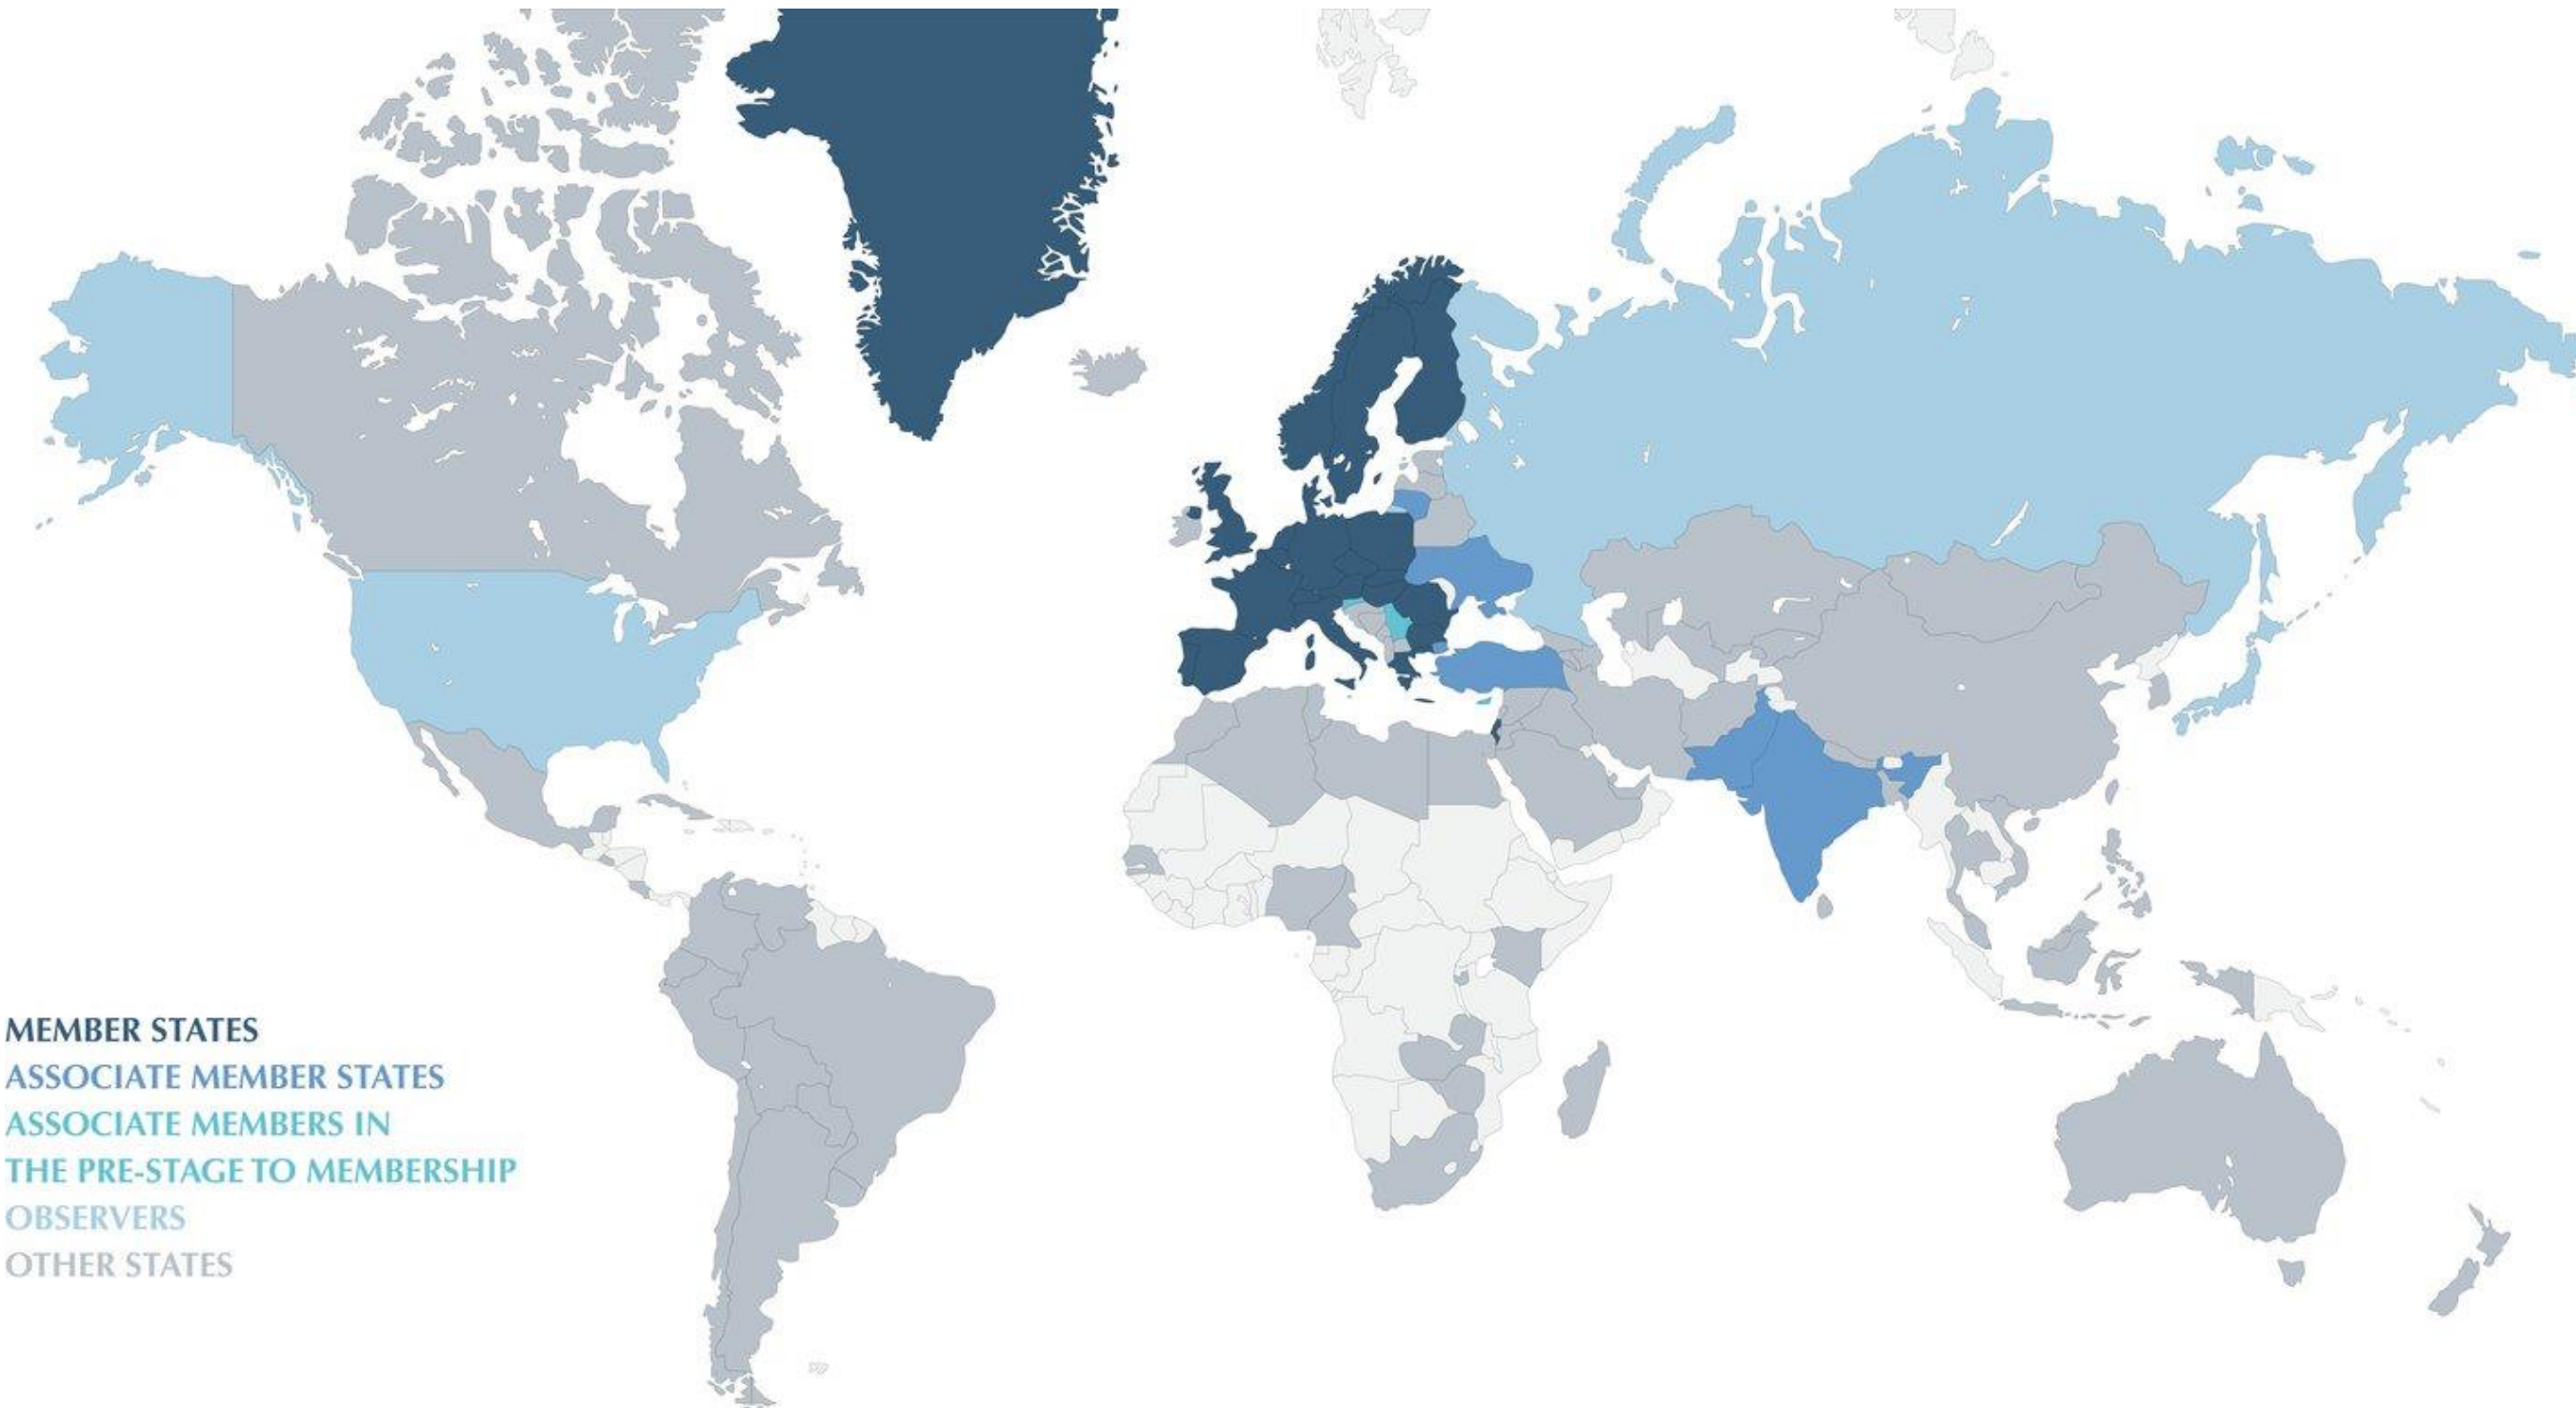 MEMBER STATES
ASSOCIATE MEMBER STATES
ASSOCIATE MEMBERS IN
THE PRE-STAGE TO MEMBERSHIP
OBSERVERS
OTHER STATES